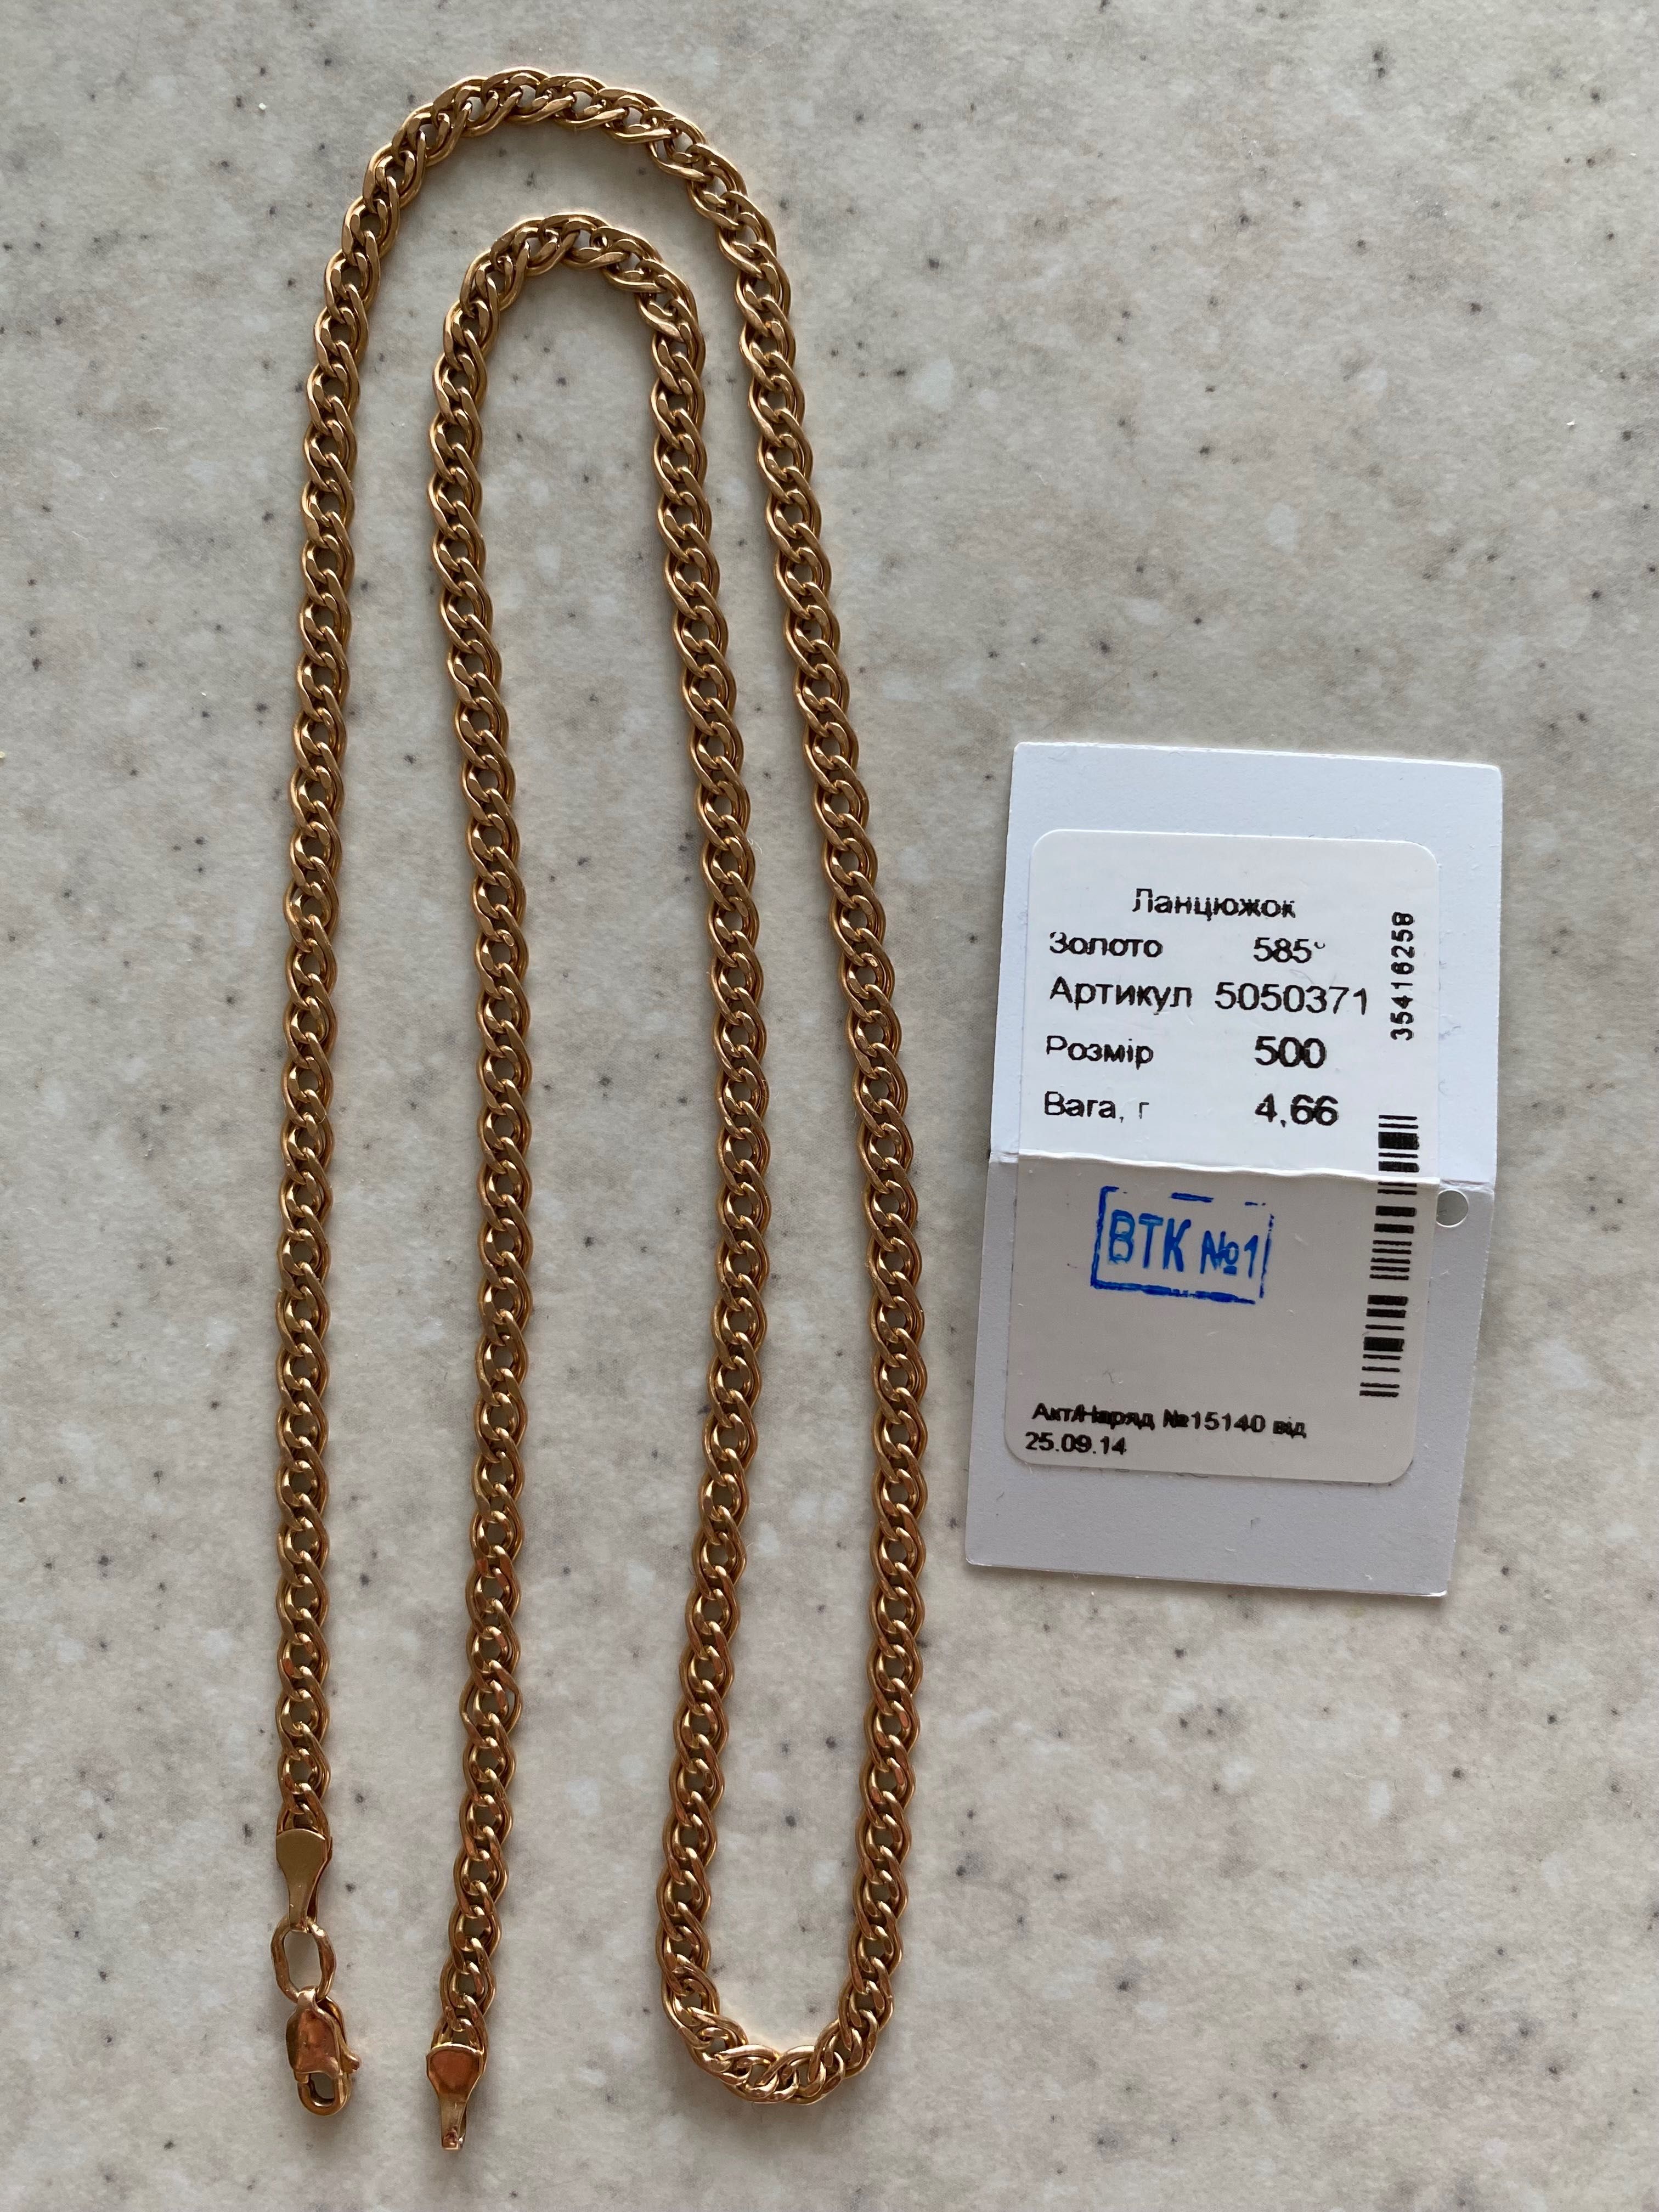 Ланцюжок
Золото 585°
Артикул 5050371
Розмір 500
Вага, г 4,66
35416258
ВТК №1
Акт/Наряд №15140 від
25.09.14